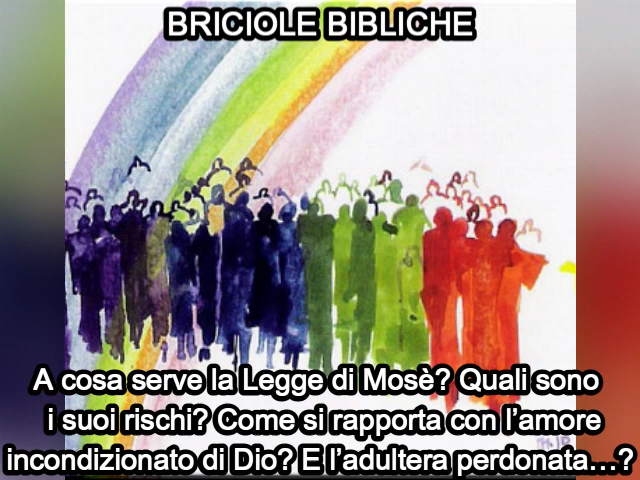 BRICIOLE BIBLICHE
A cosa serve la Legge di Mosè? Quali sono
i suoi rischi? Come si rapporta con l'amore
incondizionato di Dio? E l'adultera perdonata…?